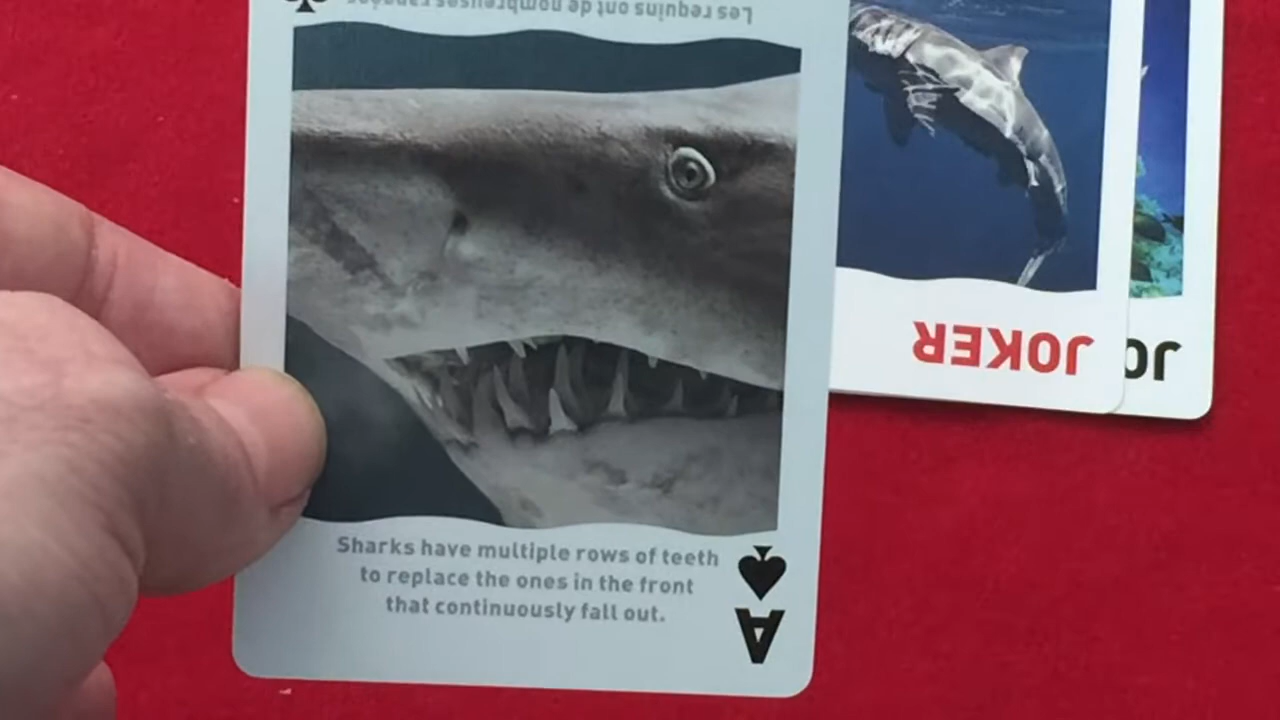 Les requins ont de nombreuses rangées
JOKER
JO
Sharks have multiple rows of teeth
to replace the ones in the front
that continuously fall out.
A